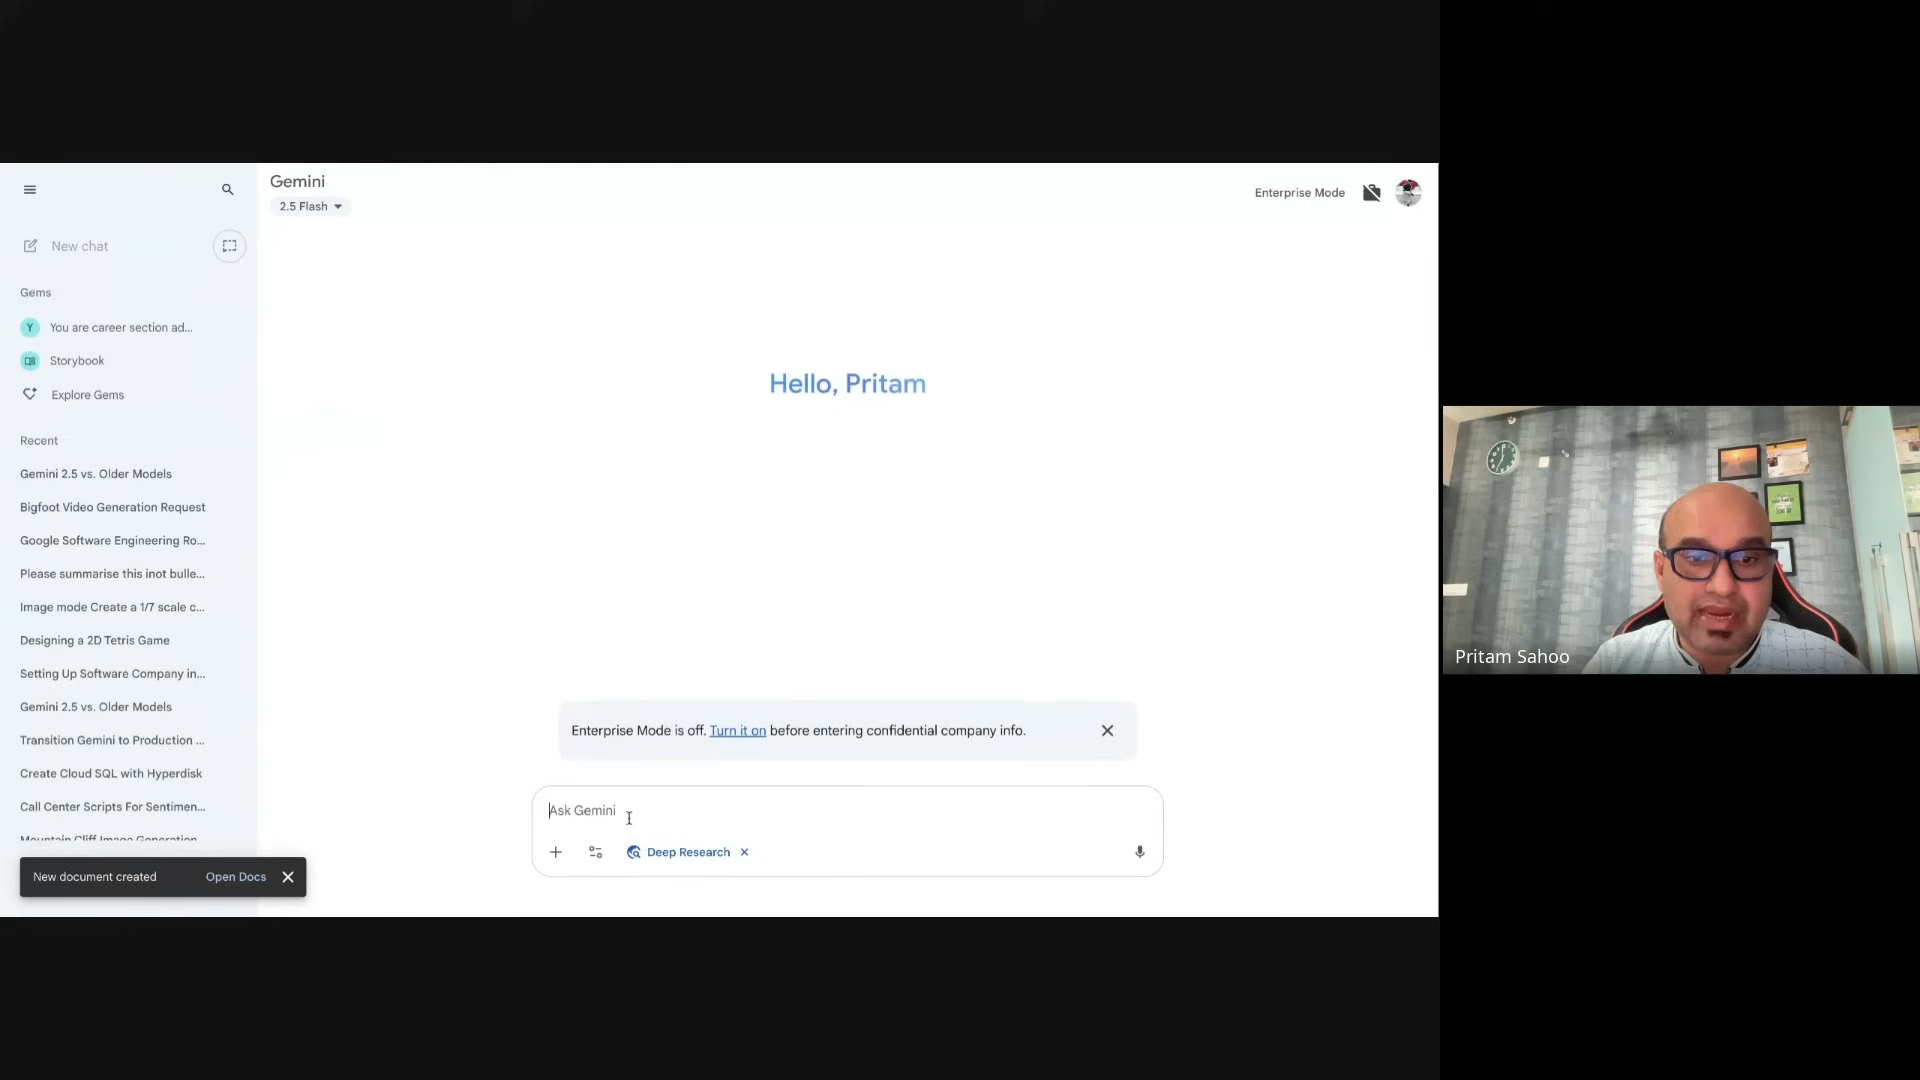 Gemini
2.5 Flash
Enterprise Mode
New chat
Gems
Y You are career section ad...
Storybook
Explore Gems
Recent
Gemini 2.5 vs. Older Models
Bigfoot Video Generation Request
Google Software Engineering Ro...
Please summarise this inot bulle...
Image mode Create a 1/7 scale c...
Designing a 2D Tetris Game
Setting Up Software Company in...
Gemini 2.5 vs. Older Models
Transition Gemini to Production ...
Create Cloud SQL with Hyperdisk
Call Center Scripts For Sentimen...
Mountain Cliff Image Generation
New document created Open Docs
Hello, Pritam
Enterprise Mode is off. Turn it on before entering confidential company info.
Ask Gemini
Deep Research
Pritam Sahoo